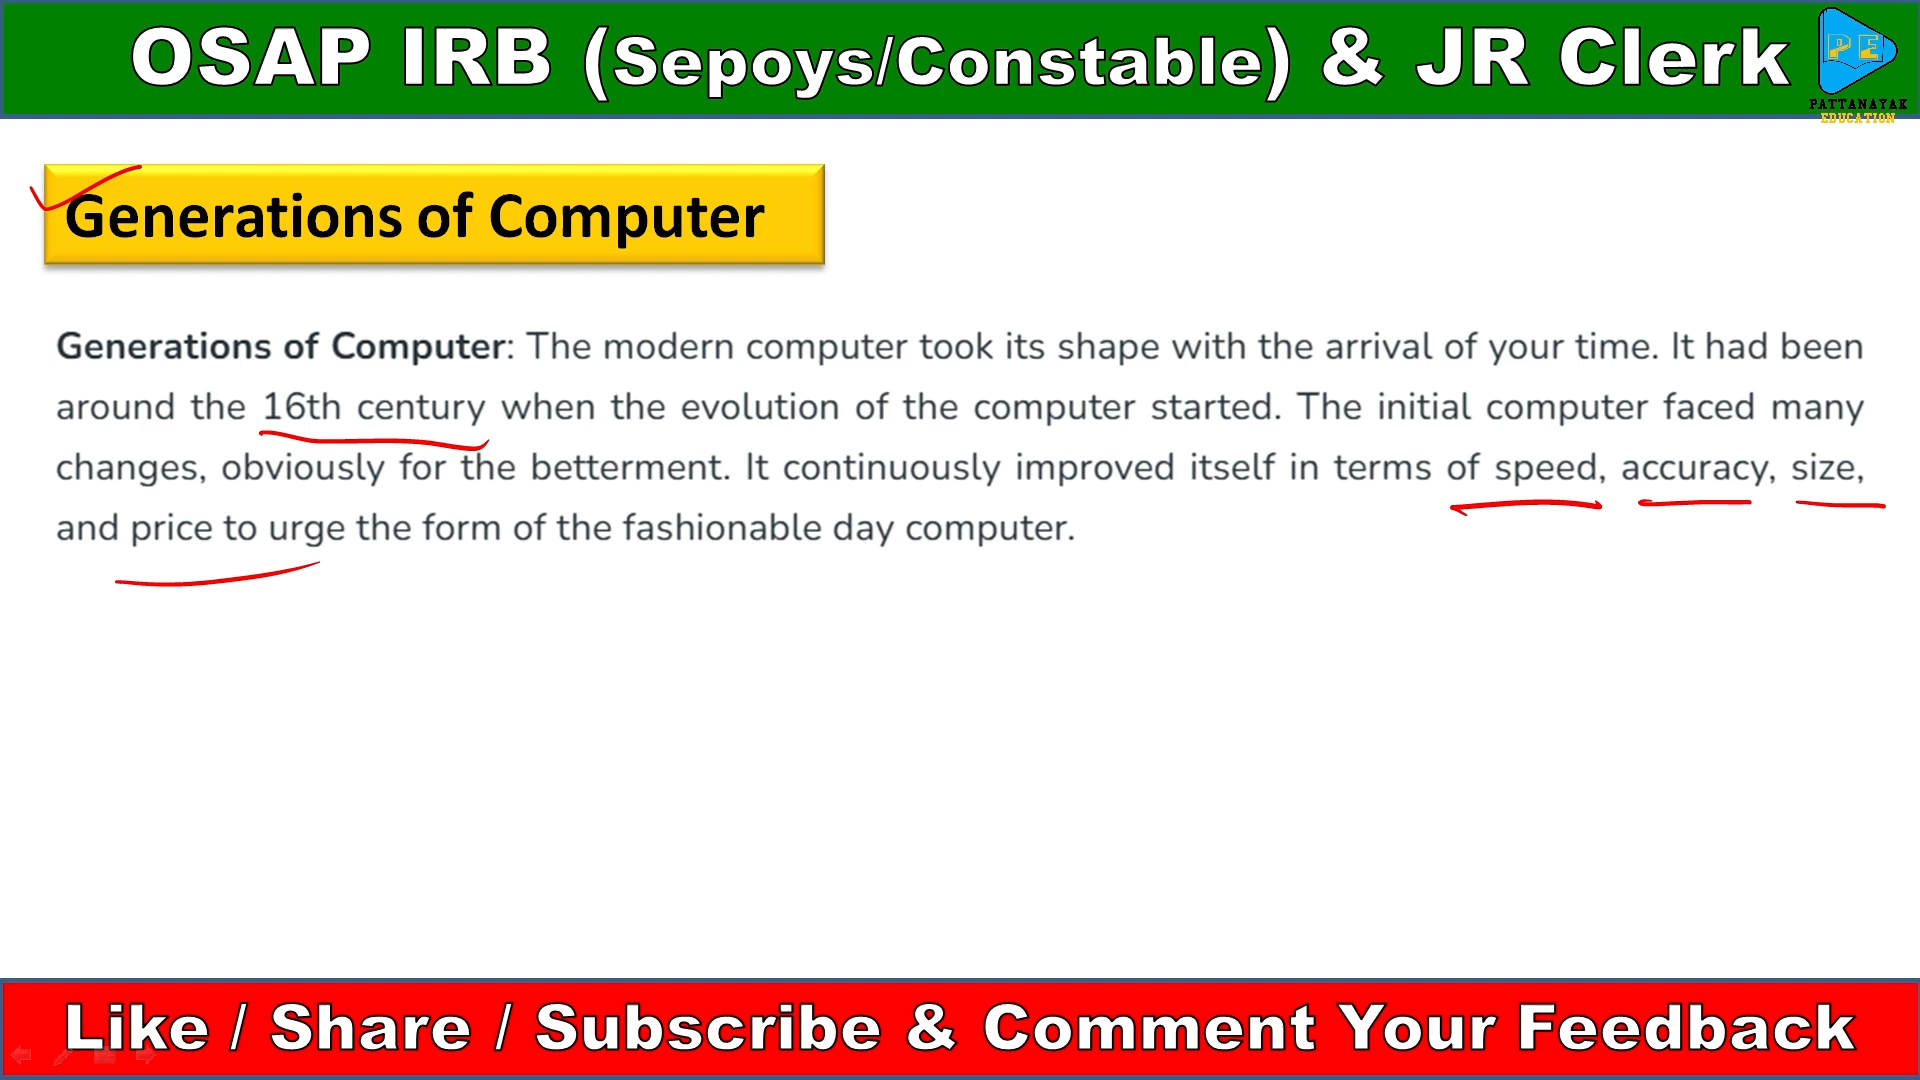 OSAP IRB (Sepoys/Constable) & JR Clerk
PE
PATTANAYAK
EDUCATION
Generations of Computer
Generations of Computer: The modern computer took its shape with the arrival of your time. It had been
around the 16th century when the evolution of the computer started. The initial computer faced many
changes, obviously for the betterment. It continuously improved itself in terms of speed, accuracy, size,
and price to urge the form of the fashionable day computer.
Like / Share / Subscribe & Comment Your Feedback